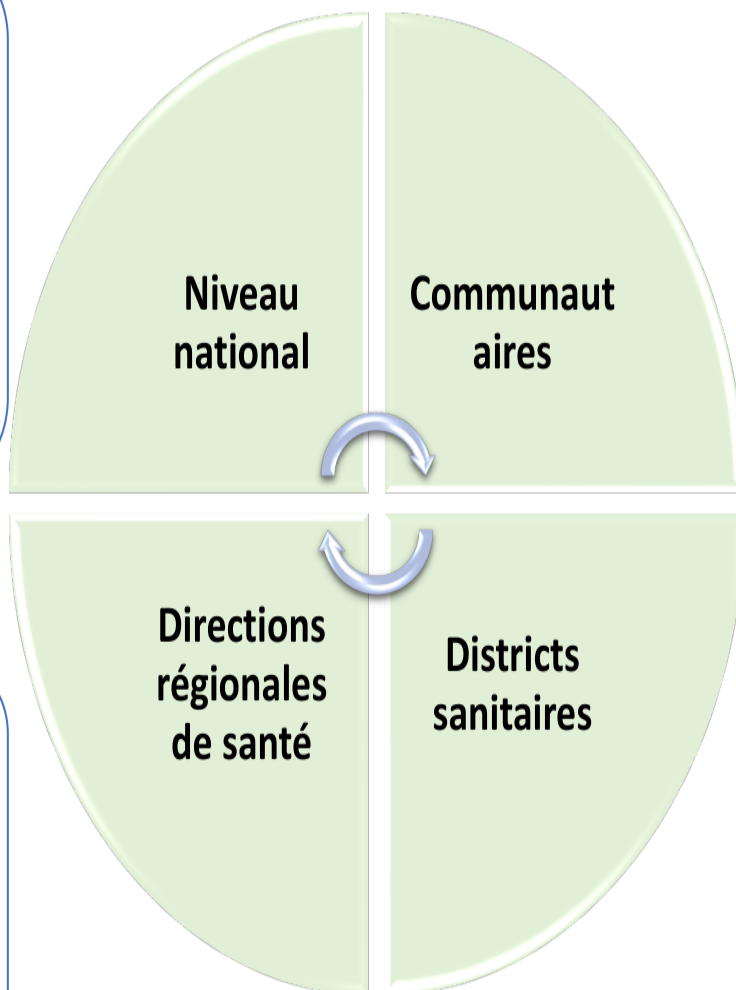 Niveau
national
Communaut
aires
Directions
régionales
de santé
Districts
sanitaires